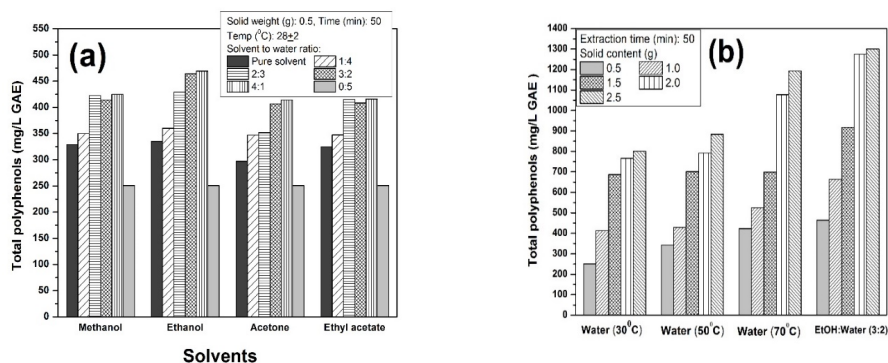 (a)
Solid weight (g): 0.5, Time (min): 50
Temp (⁰C): 28±2
Solvent to water ratio:
Pure solvent
1:4
2:3
3:2
4:1
0:5
Total polyphenols (mg/L GAE)
550
500
450
400
350
300
250
200
150
100
50
0
Methanol
Ethanol
Acetone
Ethyl acetate
Solvents
(b)
Extraction time (min): 50
Solid content (g)
0.5
1.0
1.5
2.0
2.5
Total polyphenols (mg/L GAE )
1400
1300
1200
1100
1000
900
800
700
600
500
400
300
200
100
0
Water (30⁰C)
Water (50°C)
Water (70°C)
EtOH:Water (3:2)